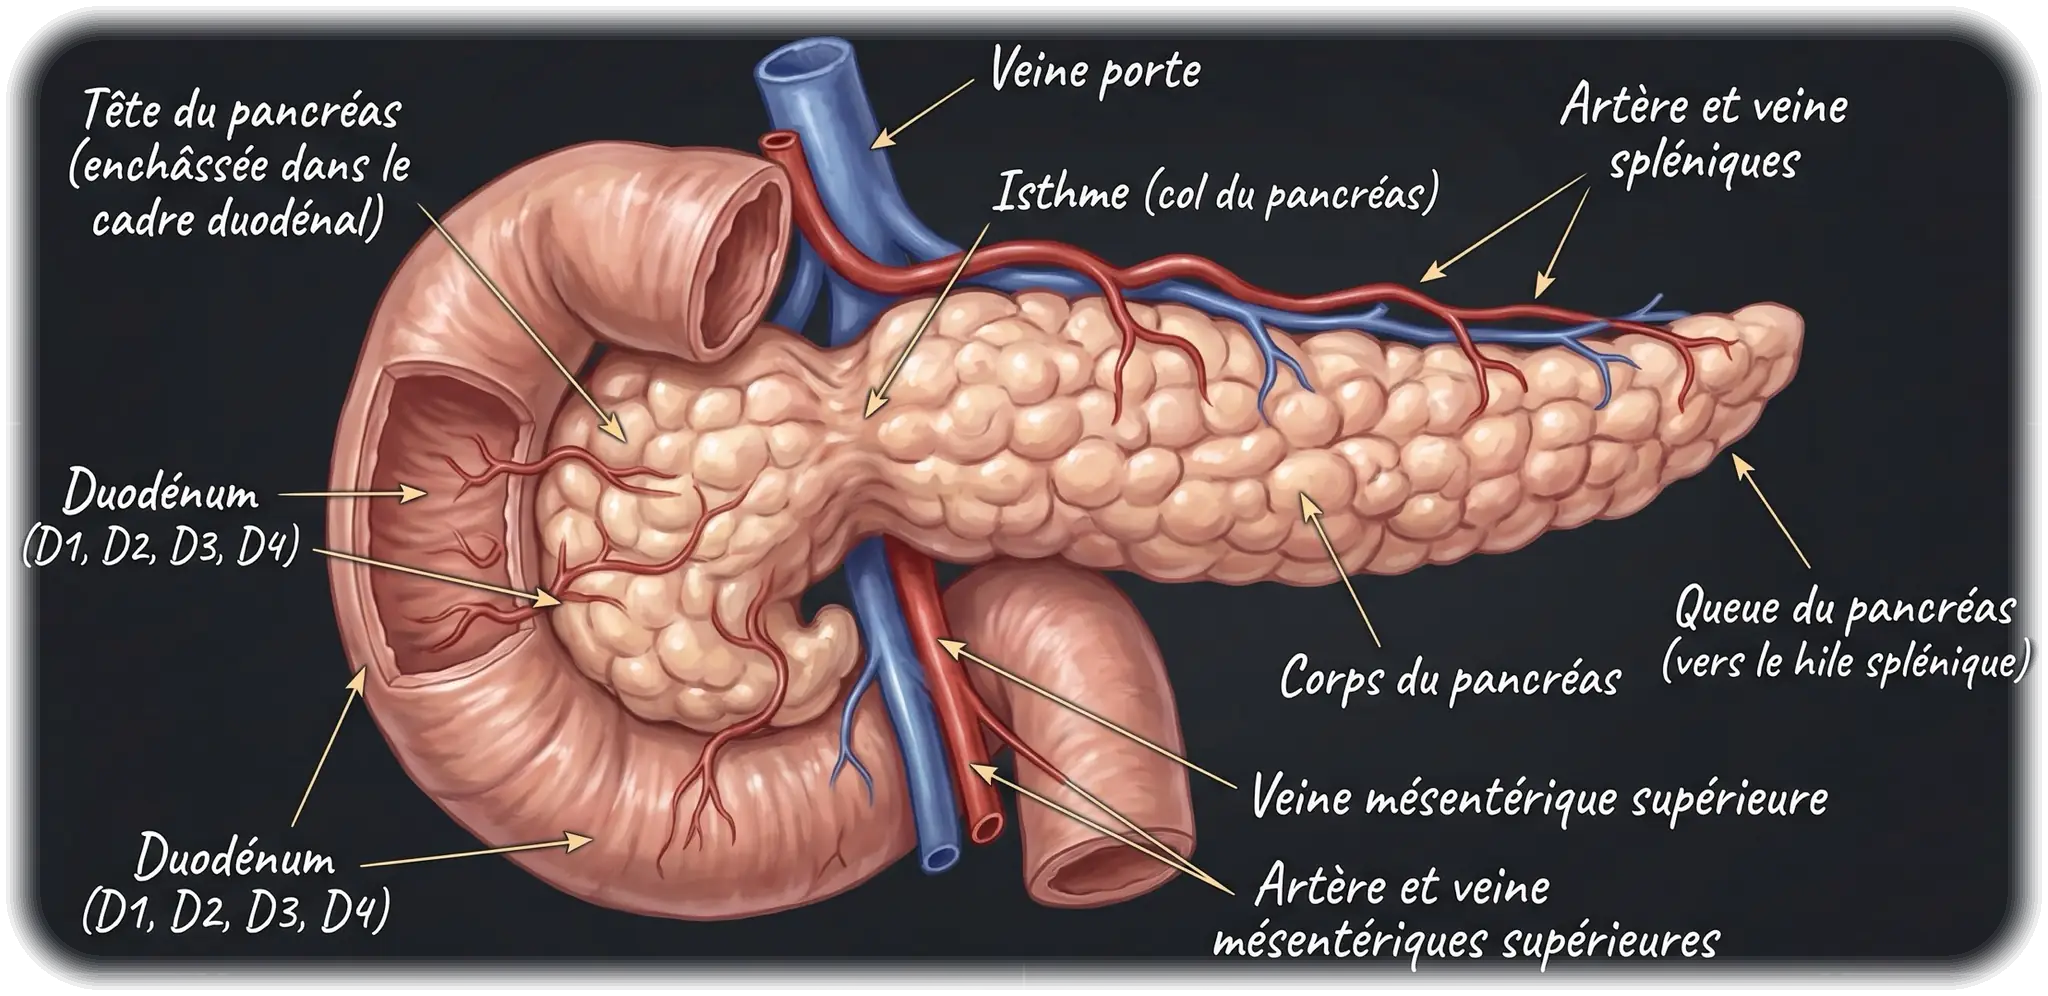 Veine porte
Tête du pancréas
(enchâssée dans le
cadre duodénal)
Artère et veine
spléniques
Isthme (col du pancréas)
Duodénum
(D1, D2, D3, D4)
Queue du pancréas
(vers le hile splénique)
Corps du pancréas
Veine mésentérique supérieure
Duodénum
(D1, D2, D3, D4)
Artère et veine
mésentériques supérieures